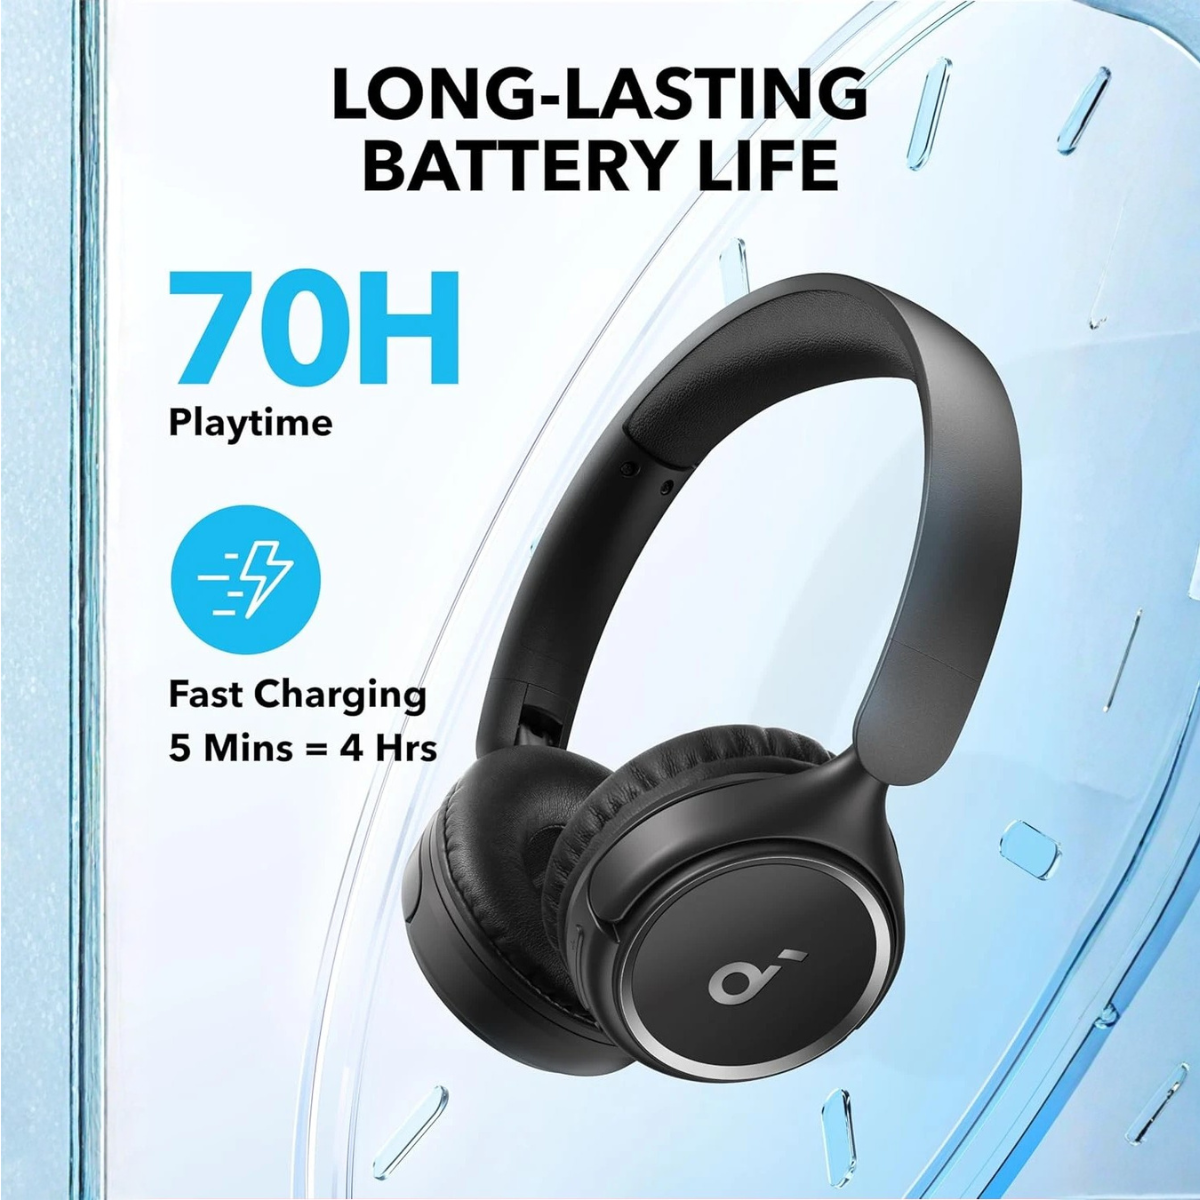 LONG-LASTING
BATTERY LIFE
70H
Playtime
Fast Charging
5 Mins = 4 Hrs